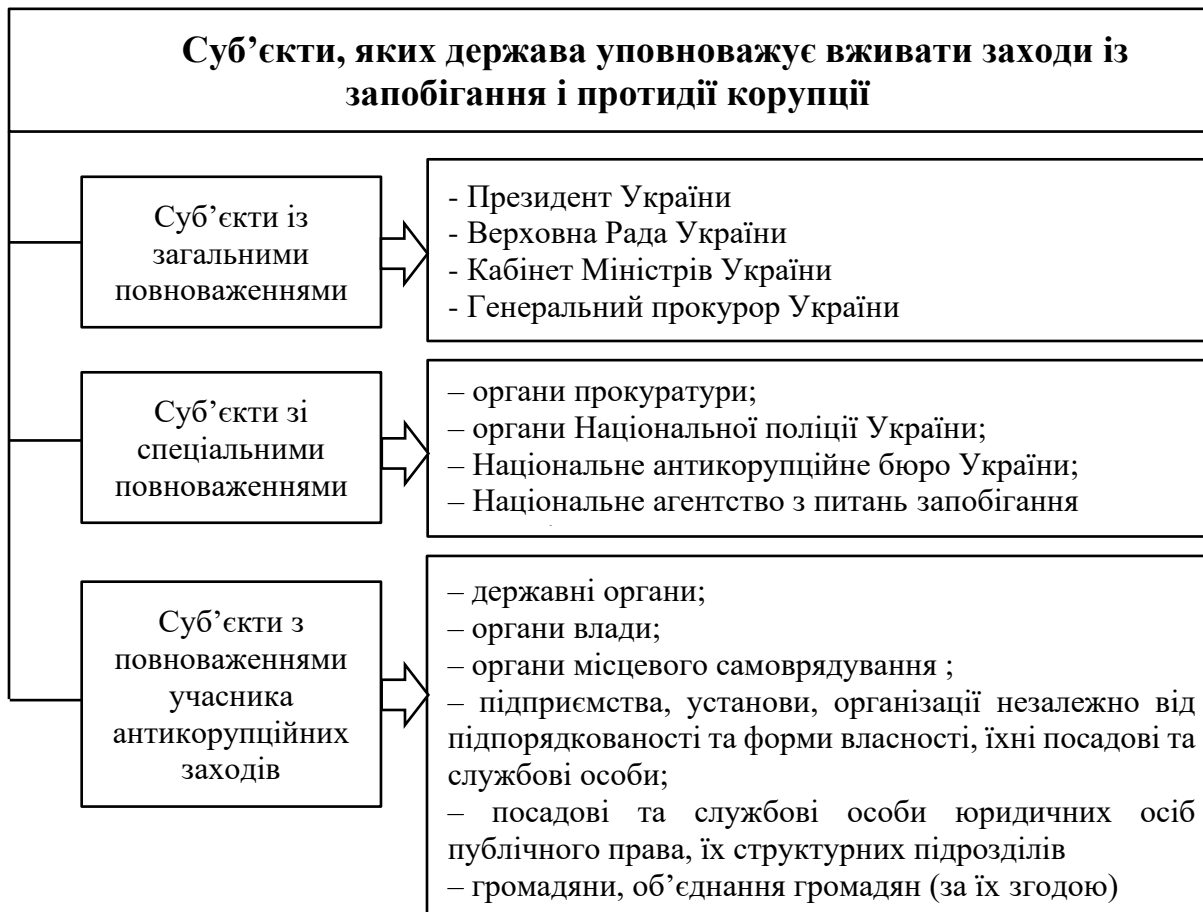 Суб’єкти, яких держава уповноважує вживати заходи із
запобігання і протидії корупції
Суб’єкти із
загальними
повноваженнями
- Президент України
- Верховна Рада України
- Кабінет Міністрів України
- Генеральний прокурор України
Суб’єкти зі
спеціальними
повноваженнями
– органи прокуратури;
– органи Національної поліції України;
– Національне антикорупційне бюро України;
– Національне агентство з питань запобігання
Суб’єкти з
повноваженнями
учасника
антикорупційних
заходів
– державні органи;
– органи влади;
– органи місцевого самоврядування ;
– підприємства, установи, організації незалежно від
підпорядкованості та форми власності, їхні посадові та
службові особи;
– посадові та службові особи юридичних осіб
публічного права, їх структурних підрозділів
– громадяни, об’єднання громадян (за їх згодою)